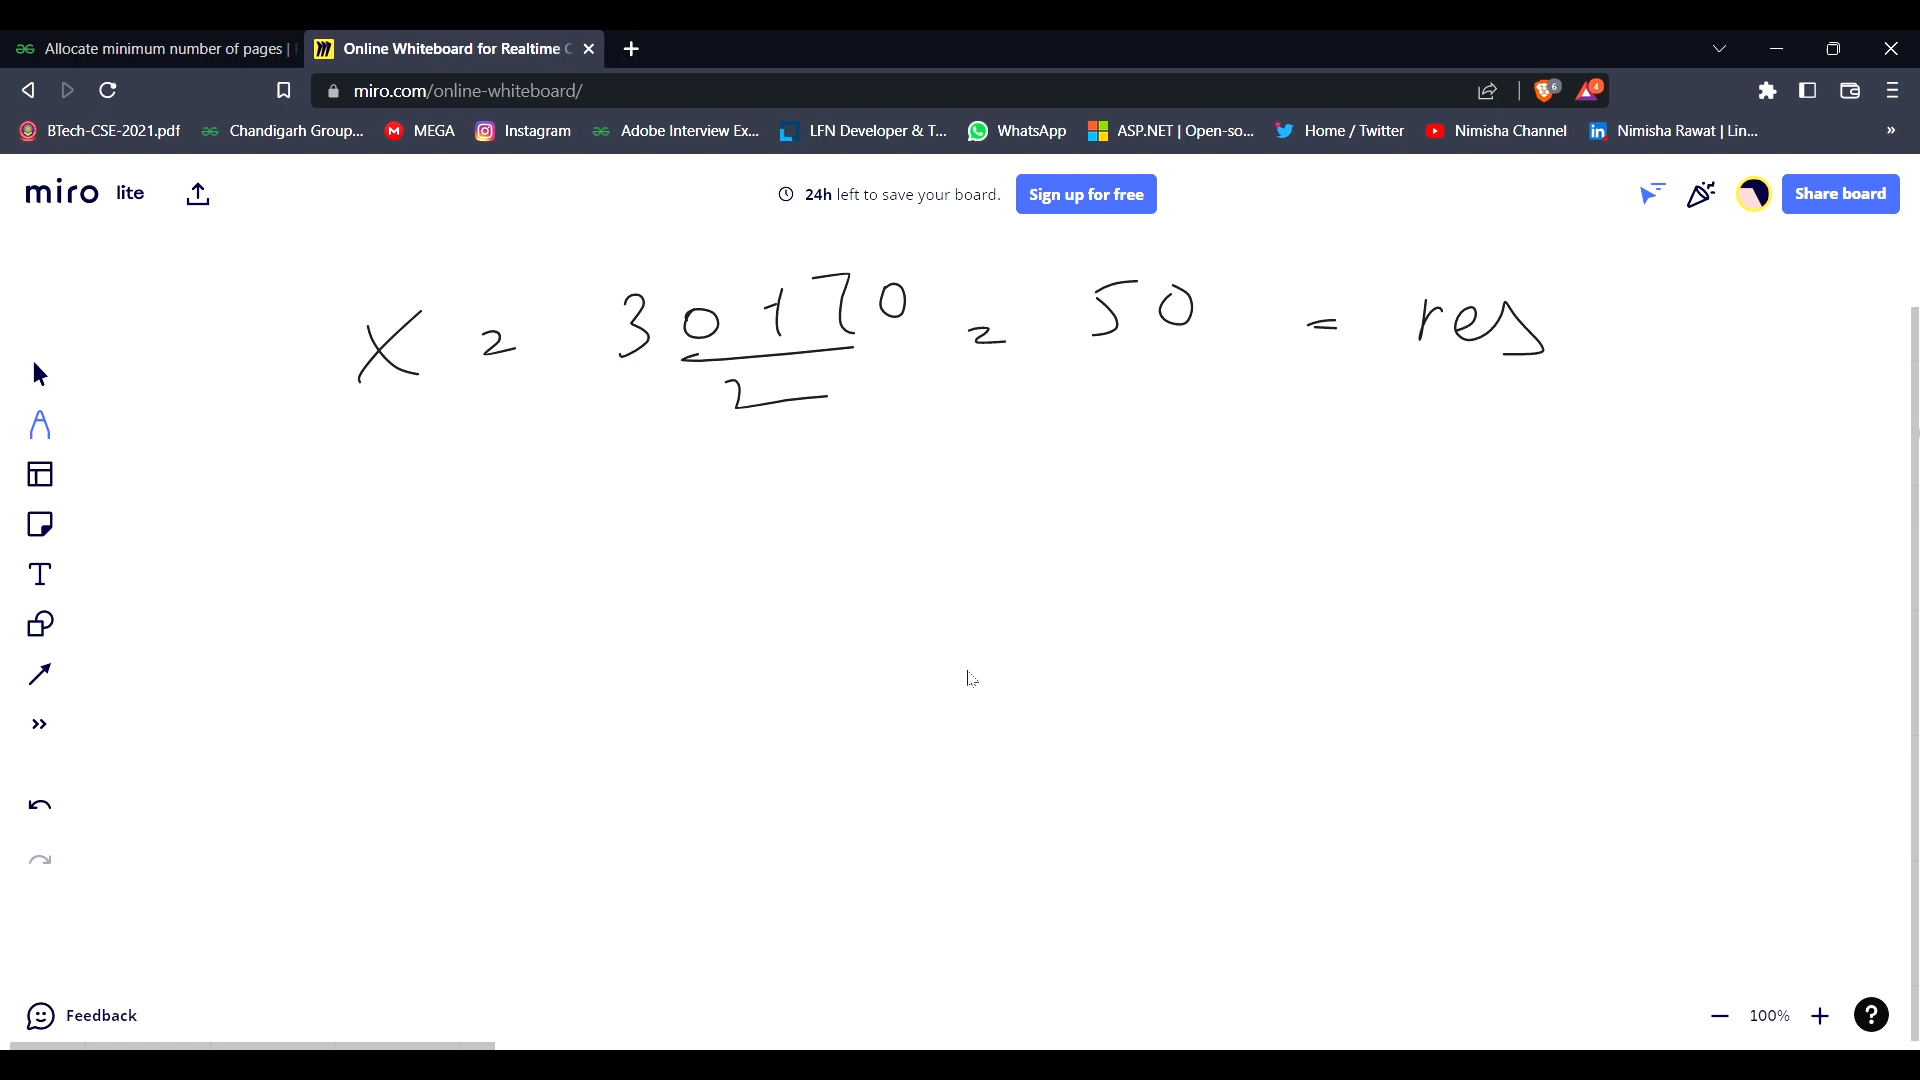 Allocate minimum number of pages |
Online Whiteboard for Realtime C
miro.com/online-whiteboard/
6
4
BTech-CSE-2021.pdf
Chandigarh Group...
MEGA
Instagram
Adobe Interview Ex...
LFN Developer & T...
WhatsApp
ASP.NET | Open-so...
Home / Twitter
Nimisha Channel
Nimisha Rawat | Lin...
miro lite
24h left to save your board.
Sign up for free
Share board
X = 30+70 = 50 = res
2
Feedback
100%
?